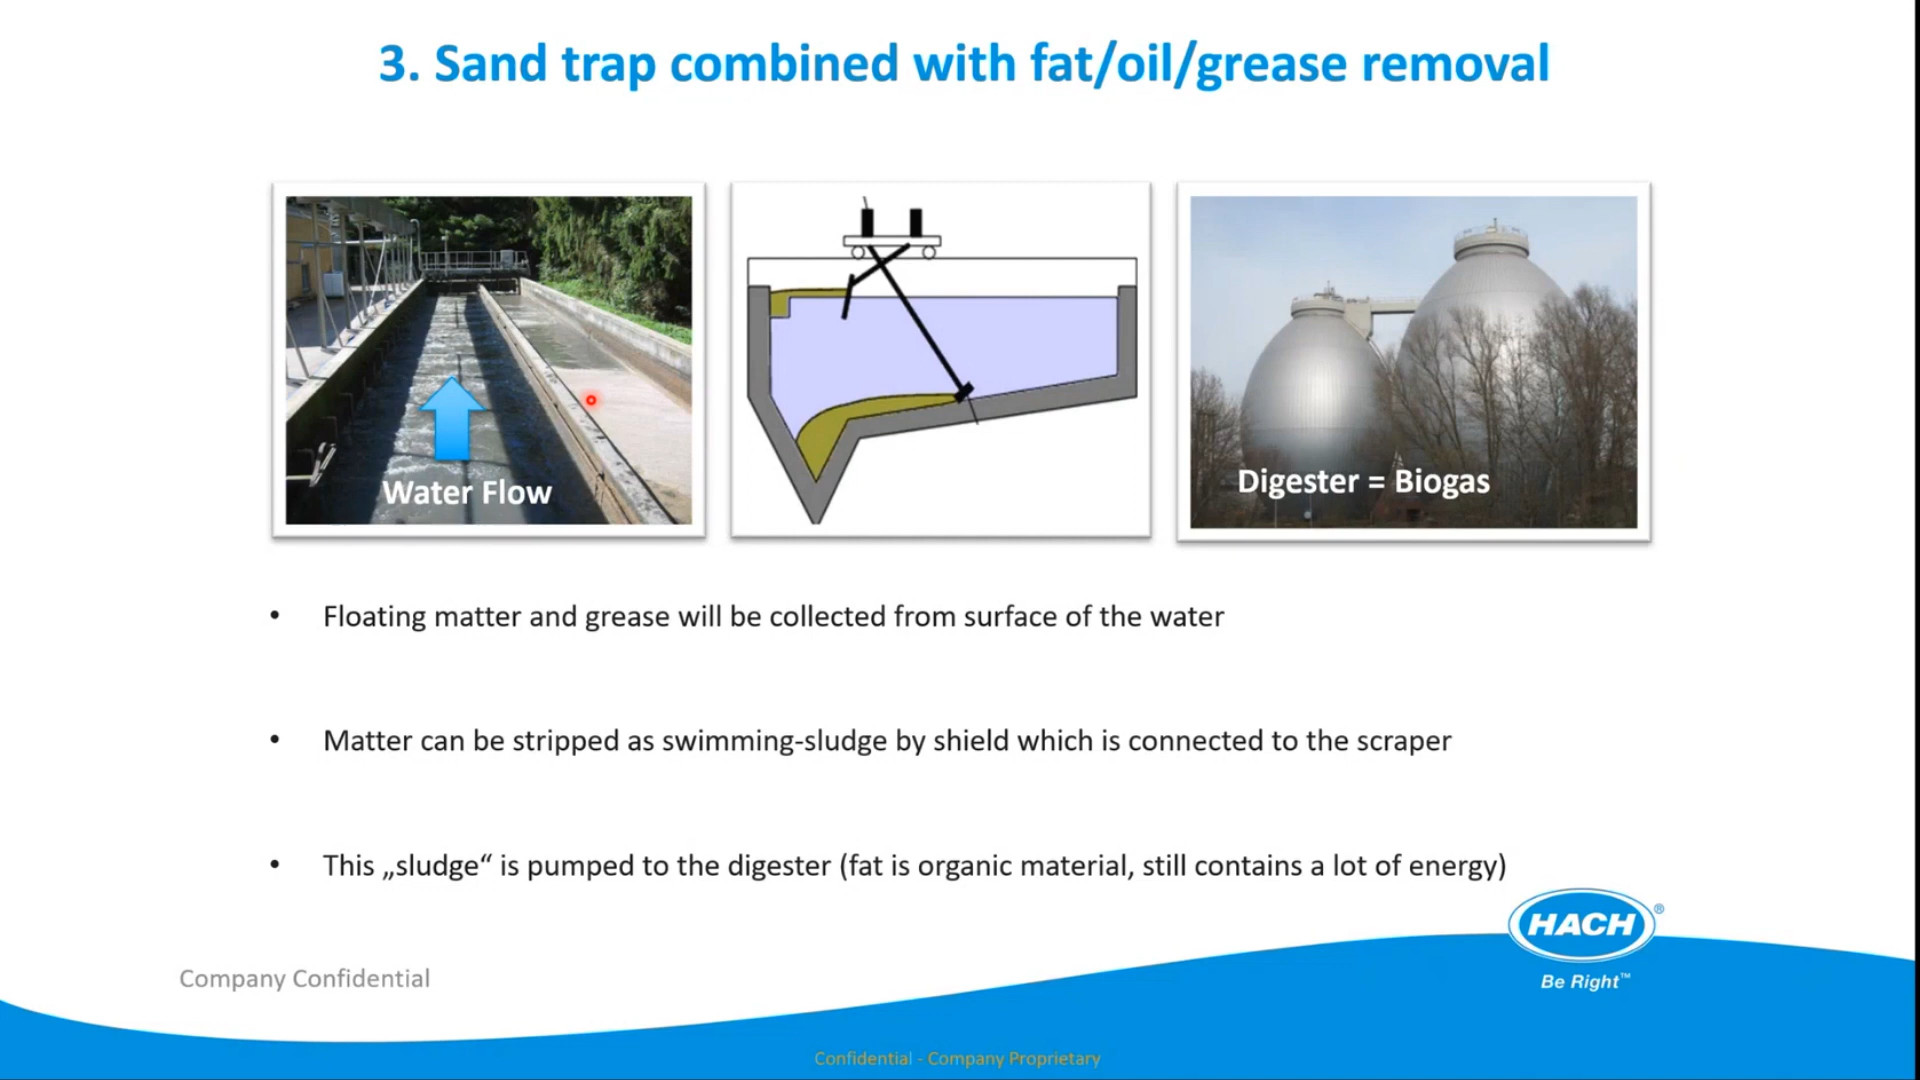 3. Sand trap combined with fat/oil/grease removal
Water Flow
Digester = Biogas
• Floating matter and grease will be collected from surface of the water
• Matter can be stripped as swimming-sludge by shield which is connected to the scraper
• This „sludge“ is pumped to the digester (fat is organic material, still contains a lot of energy)
HACH®
Be Right™
Company Confidential
Confidential - Company Proprietary